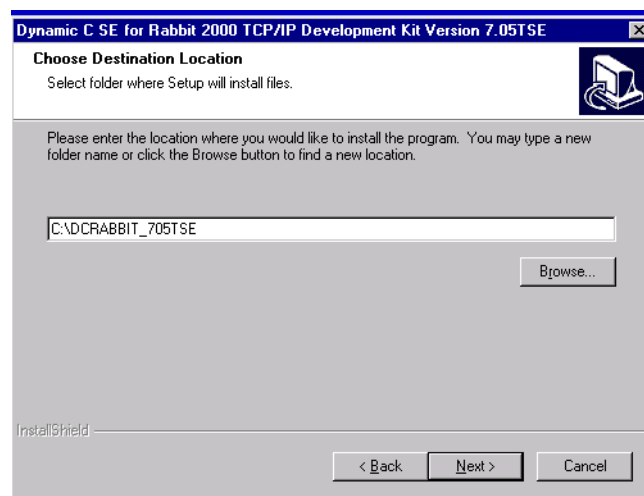 Dynamic C SE for Rabbit 2000 TCP/IP Development Kit Version 7.05TSE
Choose Destination Location
Select folder where Setup will install files.
Please enter the location where you would like to install the program. You may type a new
folder name or click the Browse button to find a new location.
C:\DCRABBIT_705TSE
Browse...
InstallShield
< Back
Next >
Cancel